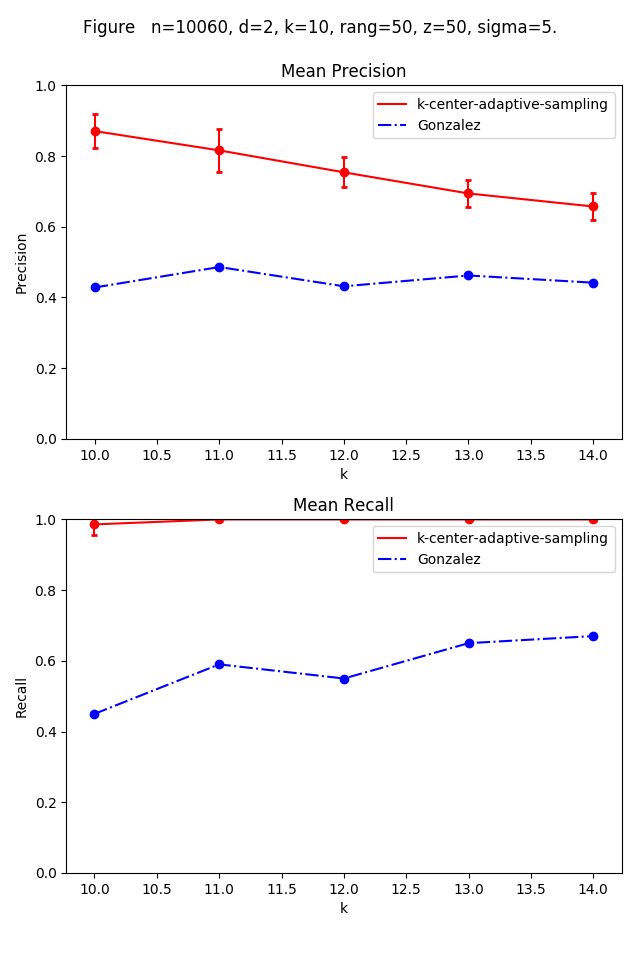 Figure   n=10060, d=2, k=10, rang=50, z=50, sigma=5.
Mean Precision
1.0
k-center-adaptive-sampling
Gonzalez
0.8
0.6
Precision
0.4
0.2
0.0
10.0 10.5 11.0 11.5 12.0 12.5 13.0 13.5 14.0
k
Mean Recall
1.0
k-center-adaptive-sampling
Gonzalez
0.8
0.6
Recall
0.4
0.2
0.0
10.0 10.5 11.0 11.5 12.0 12.5 13.0 13.5 14.0
k